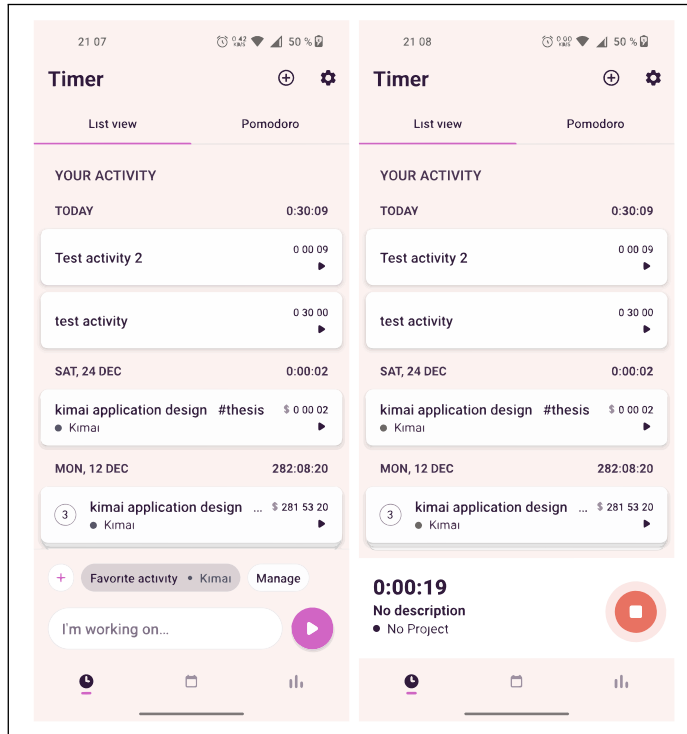 21 07 0.42 KB/S 50 %
Timer
List view Pomodoro
YOUR ACTIVITY
TODAY 0:30:09
Test activity 2 0 00 09
test activity 0 30 00
SAT, 24 DEC 0:00:02
kimai application design #thesis $ 0 00 02
Kimai
MON, 12 DEC 282:08:20
3 kimai application design ... $ 281 53 20
Kimai
+ Favorite activity • Kimai Manage
I'm working on...
21 08 0.00 KB/S 50 %
Timer
List view Pomodoro
YOUR ACTIVITY
TODAY 0:30:09
Test activity 2 0 00 09
test activity 0 30 00
SAT, 24 DEC 0:00:02
kimai application design #thesis $ 0 00 02
Kimai
MON, 12 DEC 282:08:20
3 kimai application design ... $ 281 53 20
Kimai
0:00:19
No description
No Project